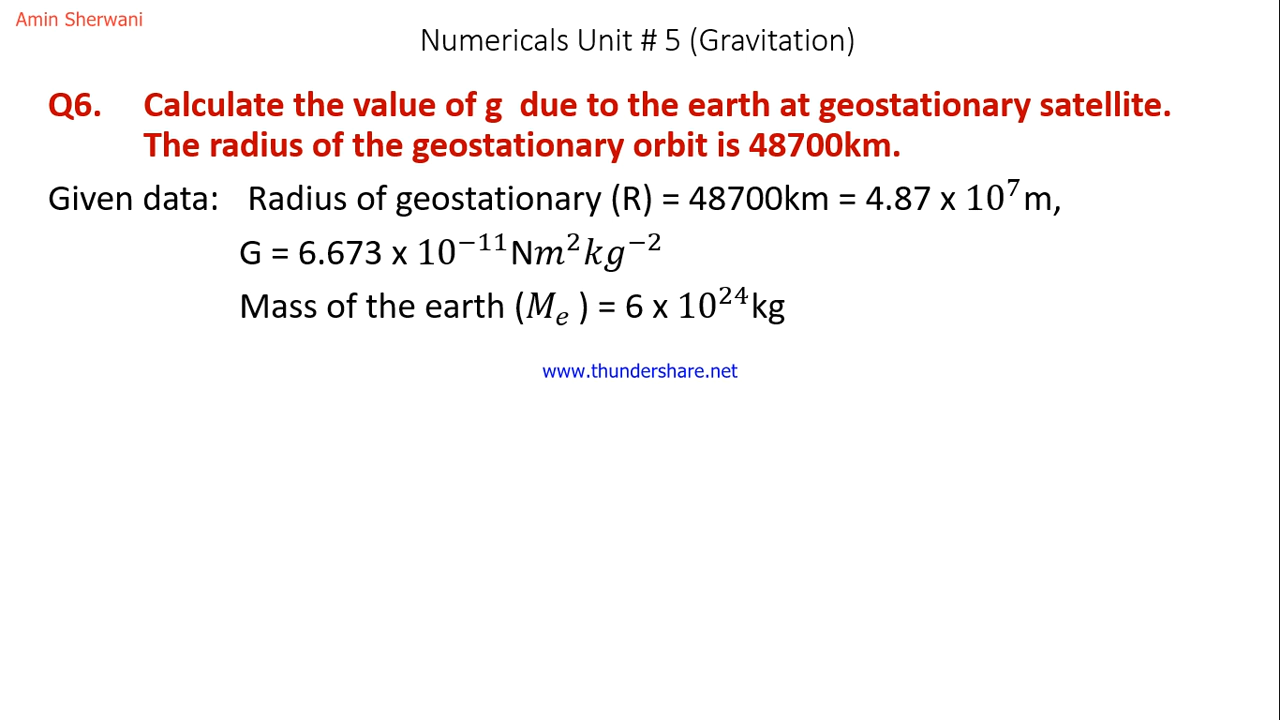 Amin Sherwani
Numericals Unit # 5 (Gravitation)
Q6. Calculate the value of g due to the earth at geostationary satellite.
The radius of the geostationary orbit is 48700km.
Given data: Radius of geostationary (R) = 48700km = 4.87 x 10⁷m,
G = 6.673 x 10⁻¹¹Nm²kg⁻²
Mass of the earth (Mₑ ) = 6 x 10²⁴kg
www.thundershare.net